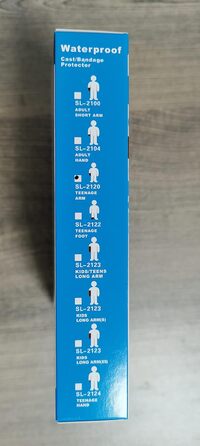 Waterproof
Cast/Bandage
Protector
SL-2100
ADULT
SHORT ARM
SL-2104
ADULT
HAND
SL-2120
TEENAGE
ARM
SL-2122
TEENAGE
FOOT
SL-2123
KIDS/TEENS
LONG ARM
SL-2123
KIDS
LONG ARM(S)
SL-2123
KIDS
LONG ARM(XS)
SL-2124
TEENAGE
HAND